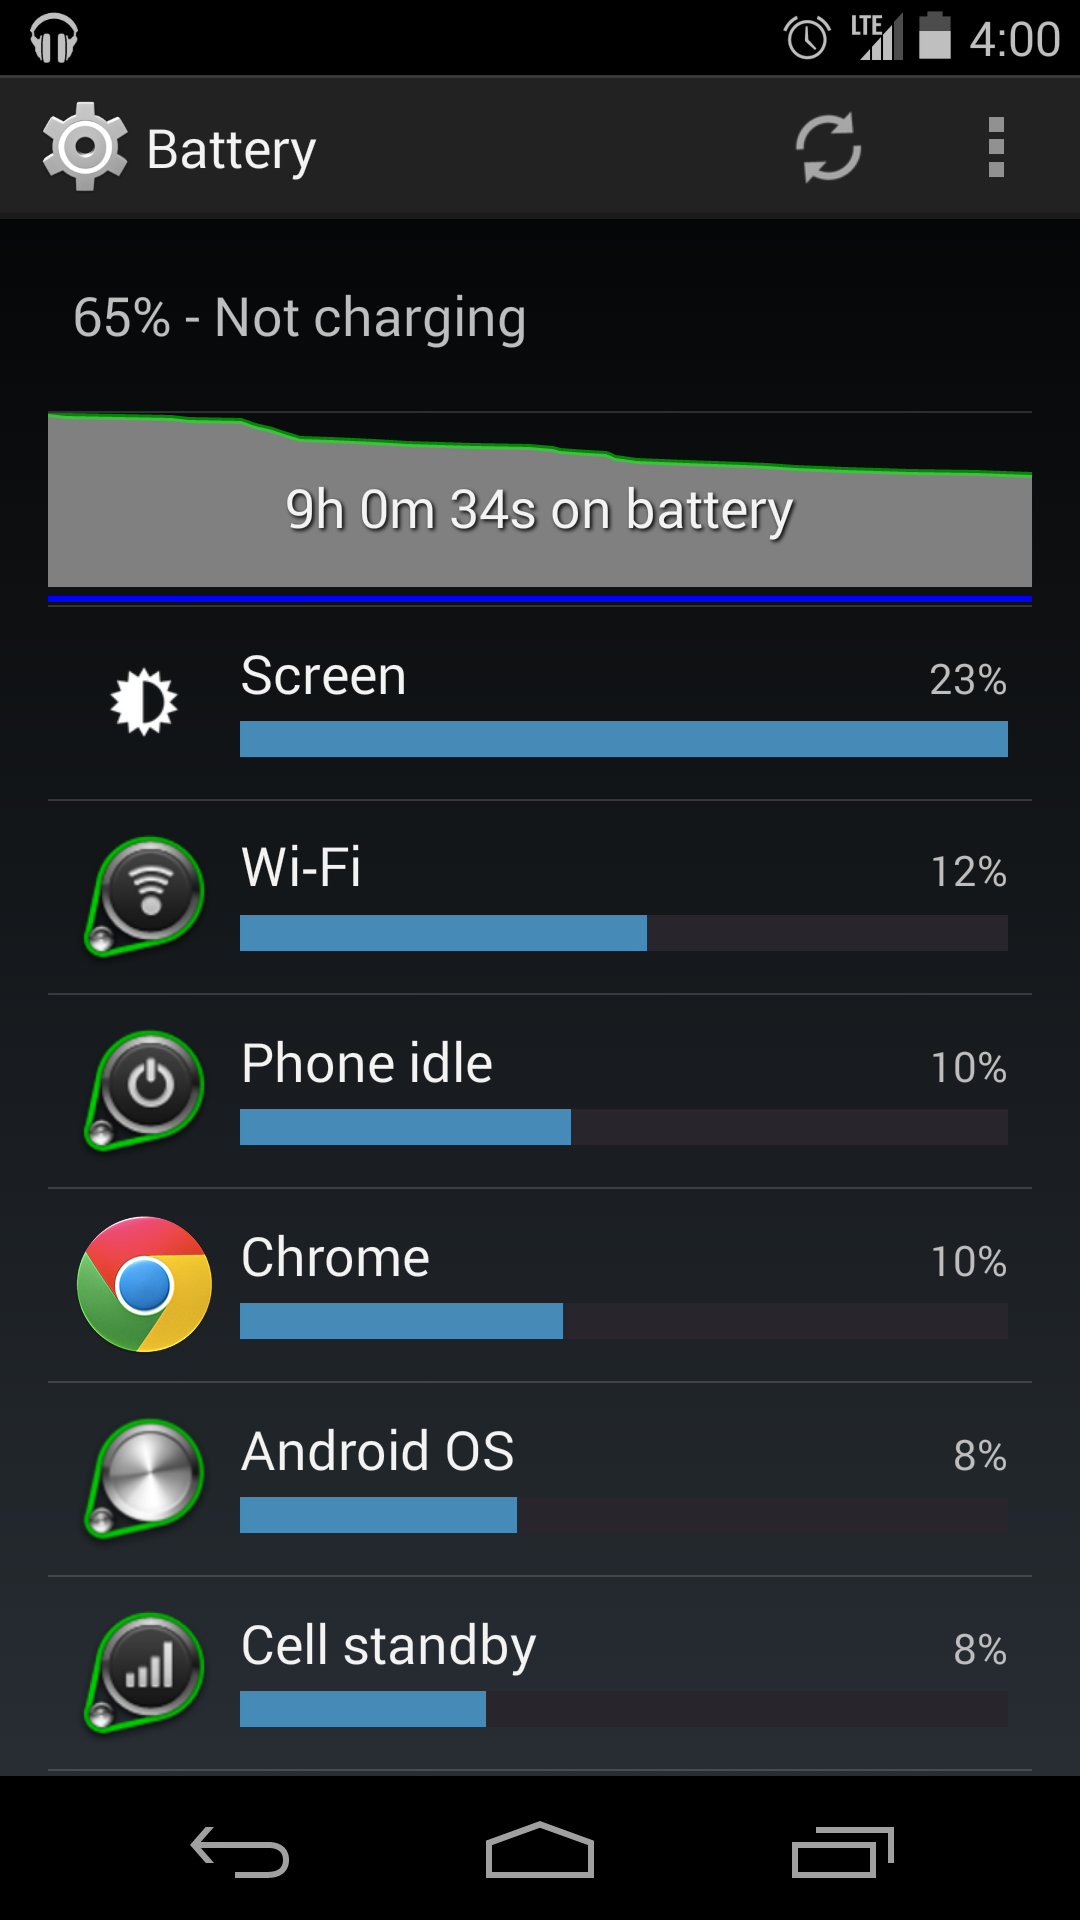 LTE 4:00
Battery
65% - Not charging
9h 0m 34s on battery
Screen 23%
Wi-Fi 12%
Phone idle 10%
Chrome 10%
Android OS 8%
Cell standby 8%